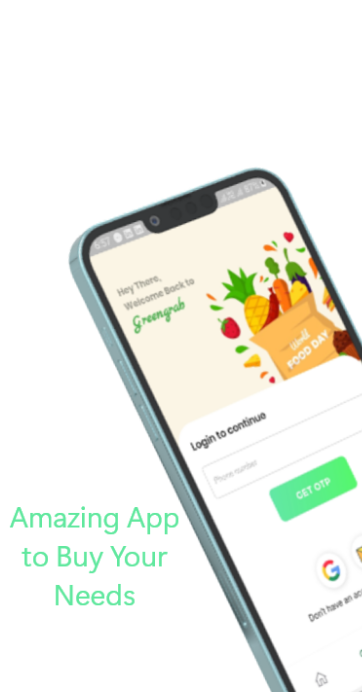 Hey There,
Welcome Back to
Greengrab
World
FOOD DAY
Login to continue
Phone number
GET OTP
Don't have an
Amazing App
to Buy Your
Needs